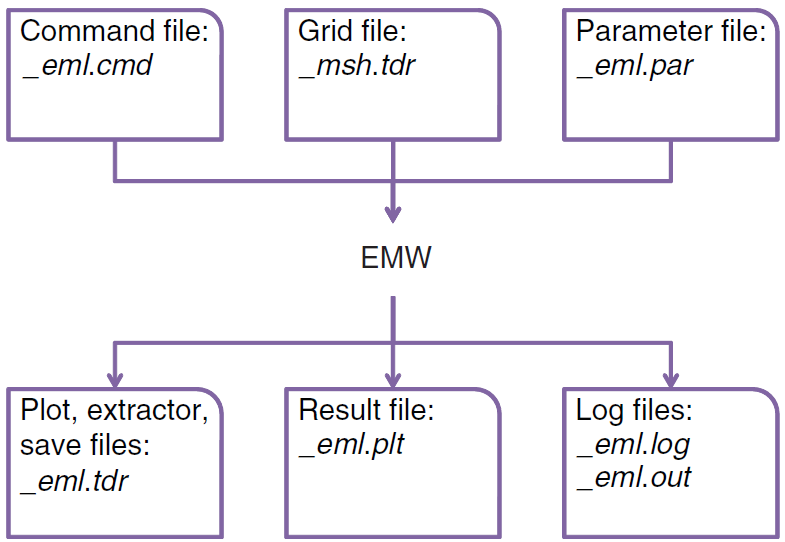 Command file:
_eml.cmd
Grid file:
_msh.tdr
Parameter file:
_eml.par
EMW
Plot, extractor,
save files:
_eml.tdr
Result file:
_eml.plt
Log files:
_eml.log
_eml.out